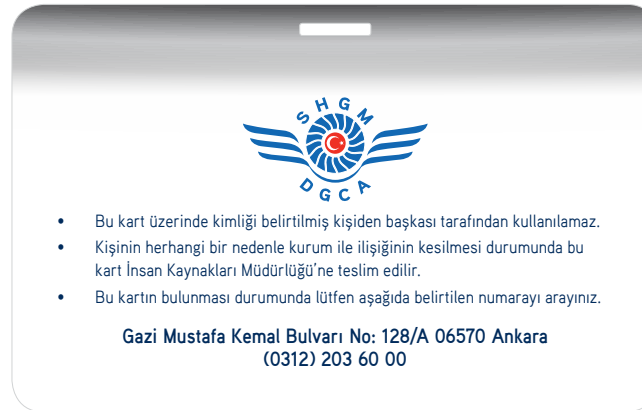 SHGM
DGCA
• Bu kart üzerinde kimliği belirtilmiş kişiden başkası tarafından kullanılamaz.
• Kişinin herhangi bir nedenle kurum ile ilişiğinin kesilmesi durumunda bu
kart İnsan Kaynakları Müdürlüğü'ne teslim edilir.
• Bu kartın bulunması durumunda lütfen aşağıda belirtilen numarayı arayınız.
Gazi Mustafa Kemal Bulvarı No: 128/A 06570 Ankara
(0312) 203 60 00